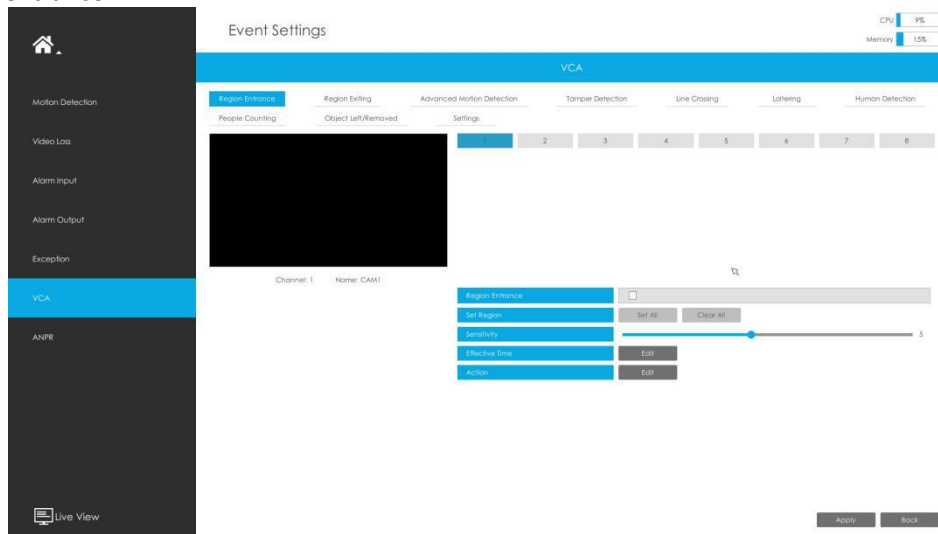 Event Settings
CPU 9%
Memory 15%
VCA
Motion Detection
Video Loss
Alarm Input
Alarm Output
Exception
VCA
ANPR
Live View
Region Entrance Region Exiting Advanced Motion Detection Tamper Detection Line Crossing Loitering Human Detection
People Counting Object Left/Removed Settings
1 2 3 4 5 6 7 8
Channel: 1 Name: CAM1
Region Entrance
Set Region Set All Clear All
Sensitivity 5
Effective Time Edit
Action Edit
Apply Back